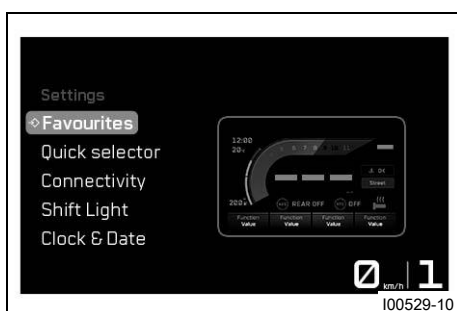 Settings
Favourites
Quick selector
Connectivity
Shift Light
Clock & Date
12:00
REAR OFF
OFF
Street
Function Function Function Function
Value Value Value Value
0 km/h 1
I00529-10